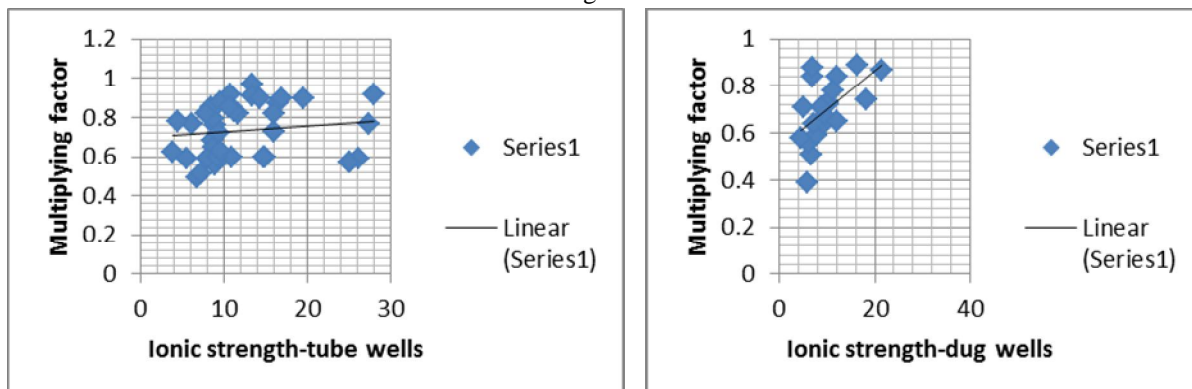 Multiplying factor
1.2
1
0.8
0.6
0.4
0.2
0
0
10
20
30
Ionic strength-tube wells
Series1
Linear
(Series1)
Multiplying factor
1
0.8
0.6
0.4
0.2
0
0
20
40
Ionic strength-dug wells
Series1
Linear
(Series1)